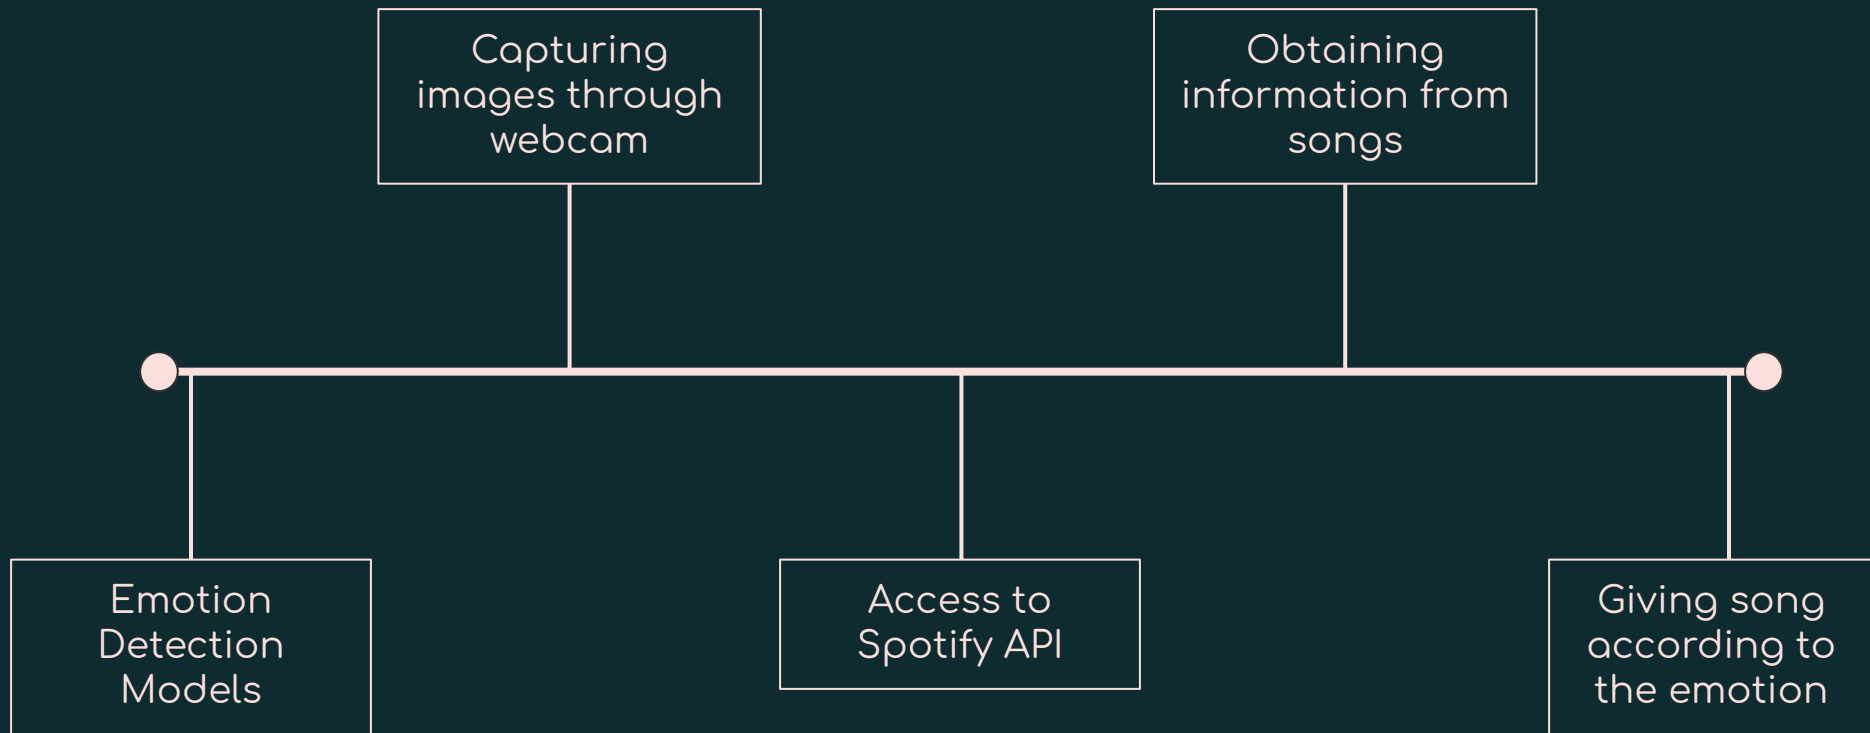 Capturing
images through
webcam
Obtaining
information from
songs
Emotion
Detection
Models
Access to
Spotify API
Giving song
according to
the emotion